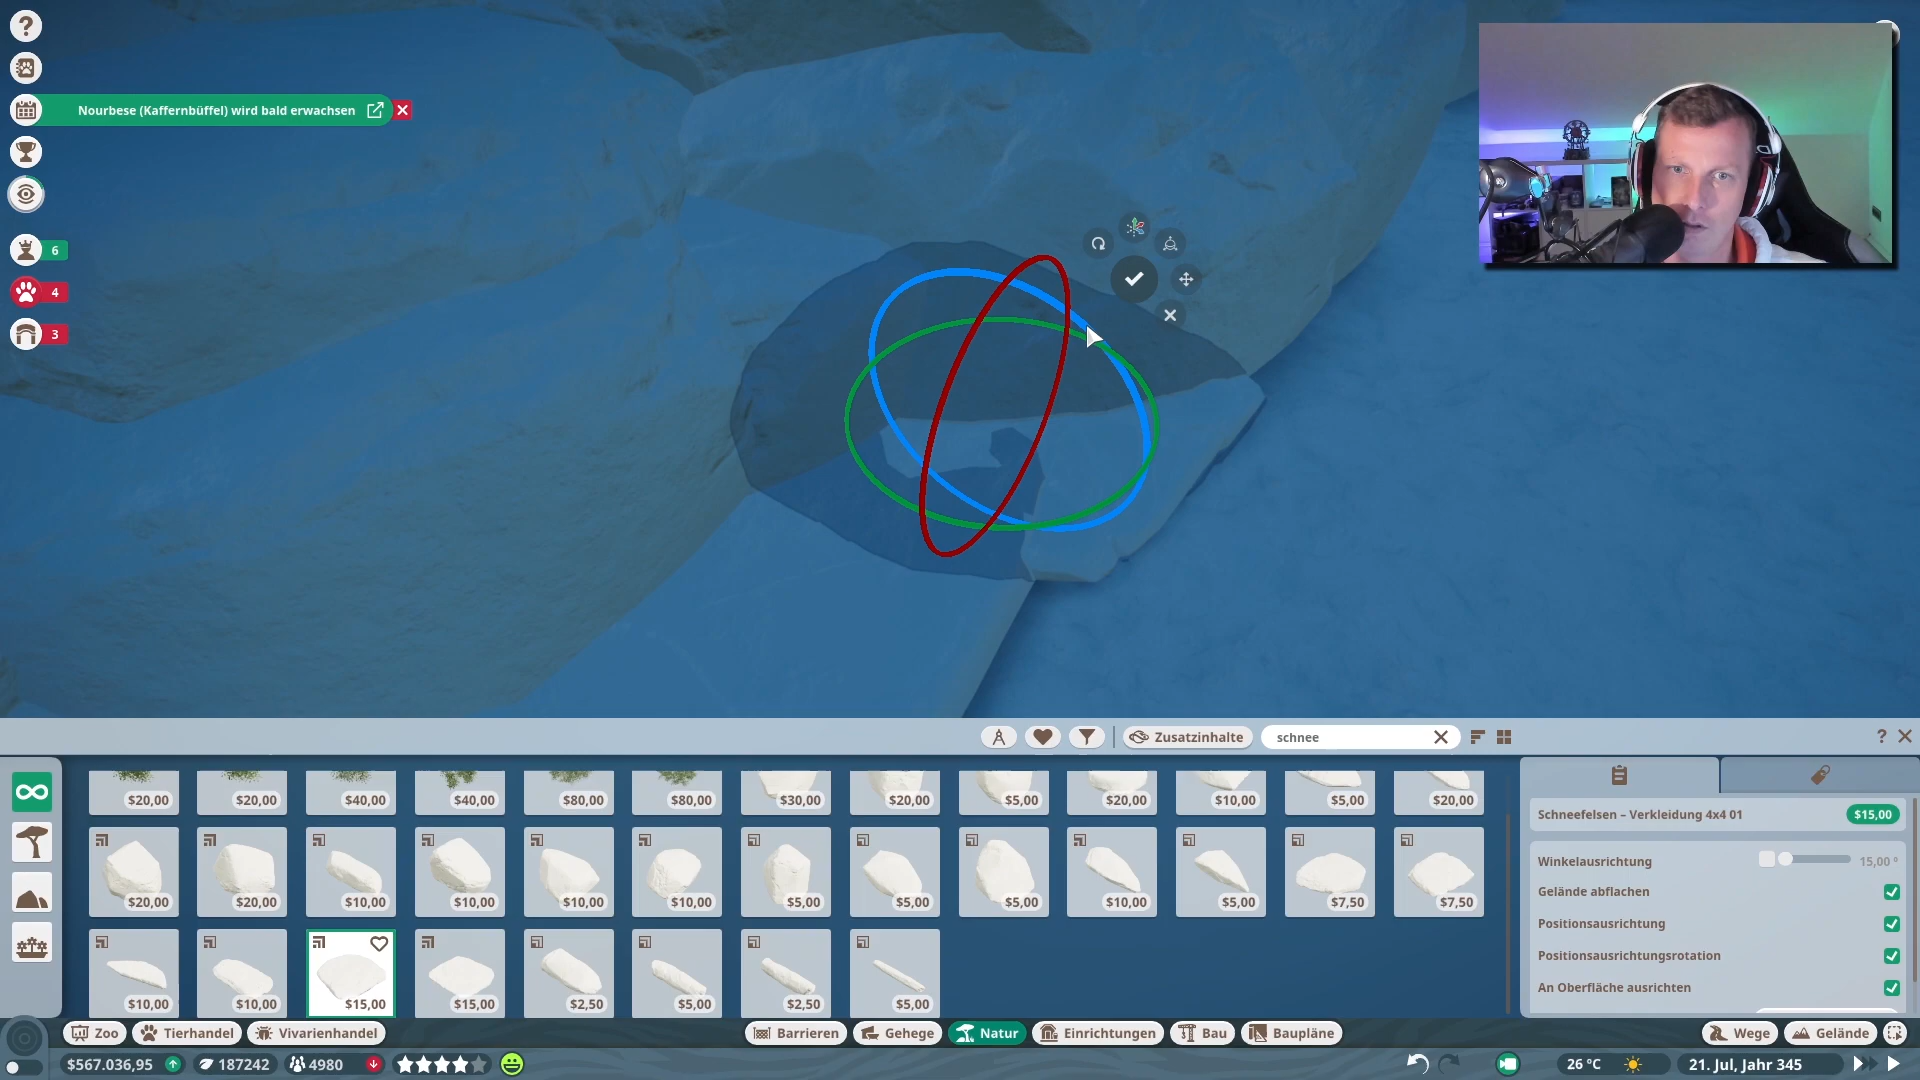 ?
Nourbese (Kaffernbüffel) wird bald erwachsen
6
4
3
Zusatzinhalte
schnee
?
$20,00 $20,00 $40,00 $40,00 $80,00 $80,00 $30,00 $20,00 $5,00 $20,00 $10,00 $5,00 $20,00
$20,00 $20,00 $10,00 $10,00 $10,00 $10,00 $5,00 $5,00 $5,00 $10,00 $5,00 $7,50 $7,50
$10,00 $10,00 $15,00 $15,00 $2,50 $5,00 $2,50 $5,00
Schneefelsen – Verkleidung 4x4 01 $15,00
Winkelausrichtung 15,00 °
Gelände abflachen
Positionsausrichtung
Positionsausrichtungsrotation
An Oberfläche ausrichten
Zoo Tierhandel Vivarienhandel Barrieren Gehege Natur Einrichtungen Bau Baupläne Wege Gelände
$567.036,95 187242 4980 26 °C 21. Jul, Jahr 345